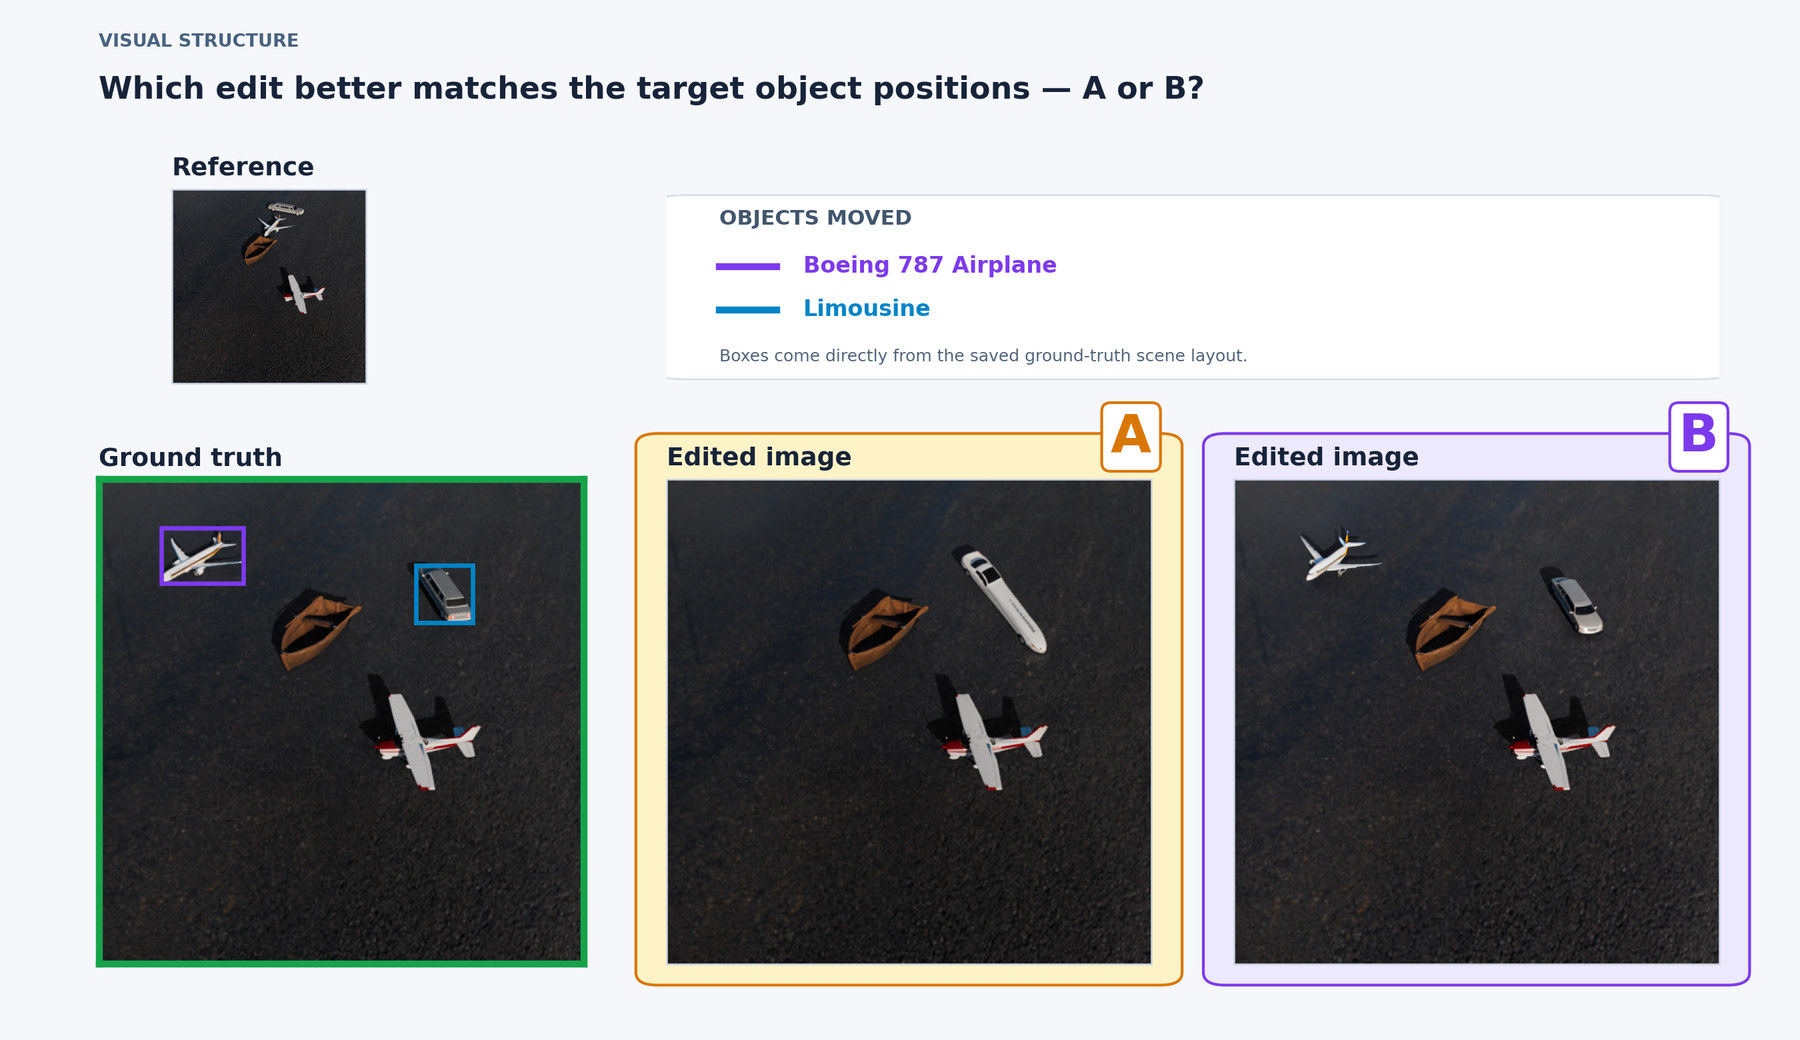 VISUAL STRUCTURE
Which edit better matches the target object positions — A or B?
Reference
OBJECTS MOVED
Boeing 787 Airplane
Limousine
Boxes come directly from the saved ground-truth scene layout.
Ground truth
Edited image
A
Edited image
B